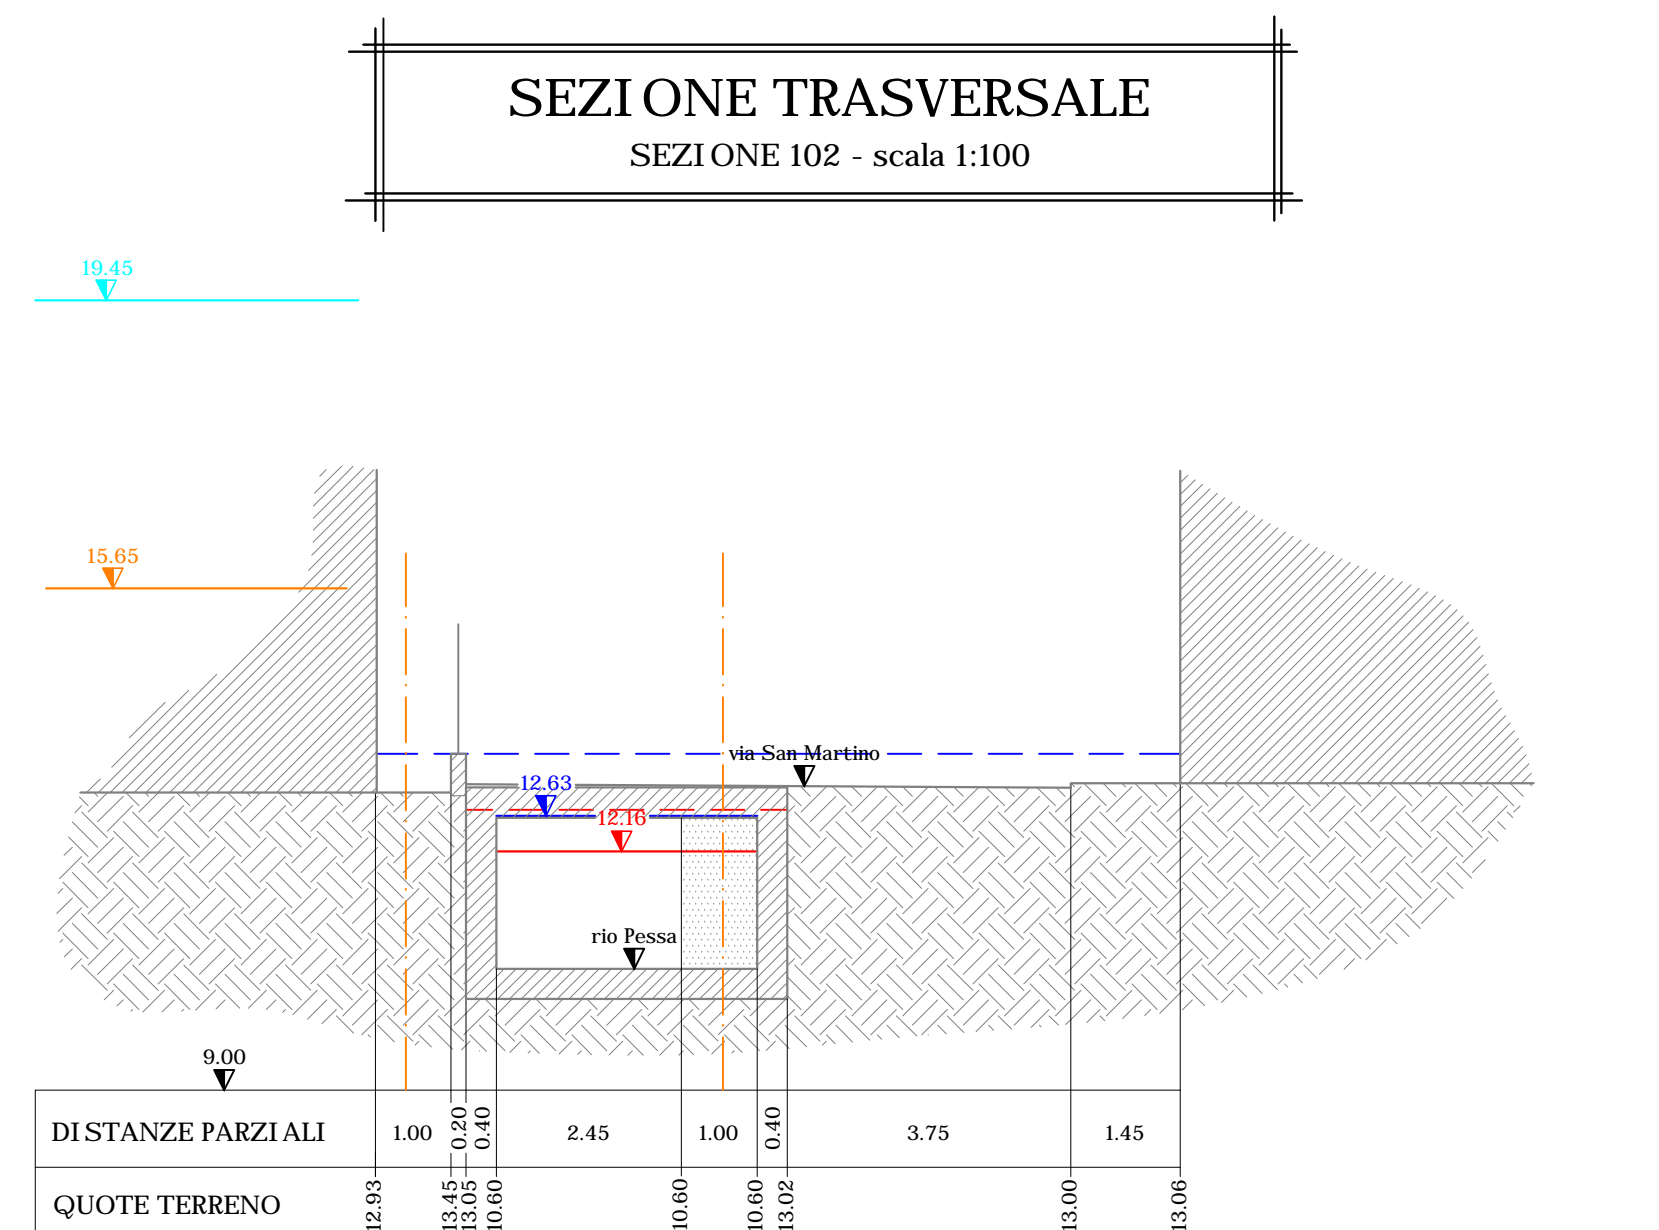 SEZIONE TRASVERSALE
SEZIONE 102 - scala 1:100
19.45
15.65
via San Martino
12.63
12.16
rio Pessa
9.00
DISTANZE PARZIALI 1.00 0.20 0.40 2.45 1.00 0.40 3.75 1.45
QUOTE TERRENO 12.93 13.45 13.05 10.60 10.60 10.60 13.02 13.00 13.06